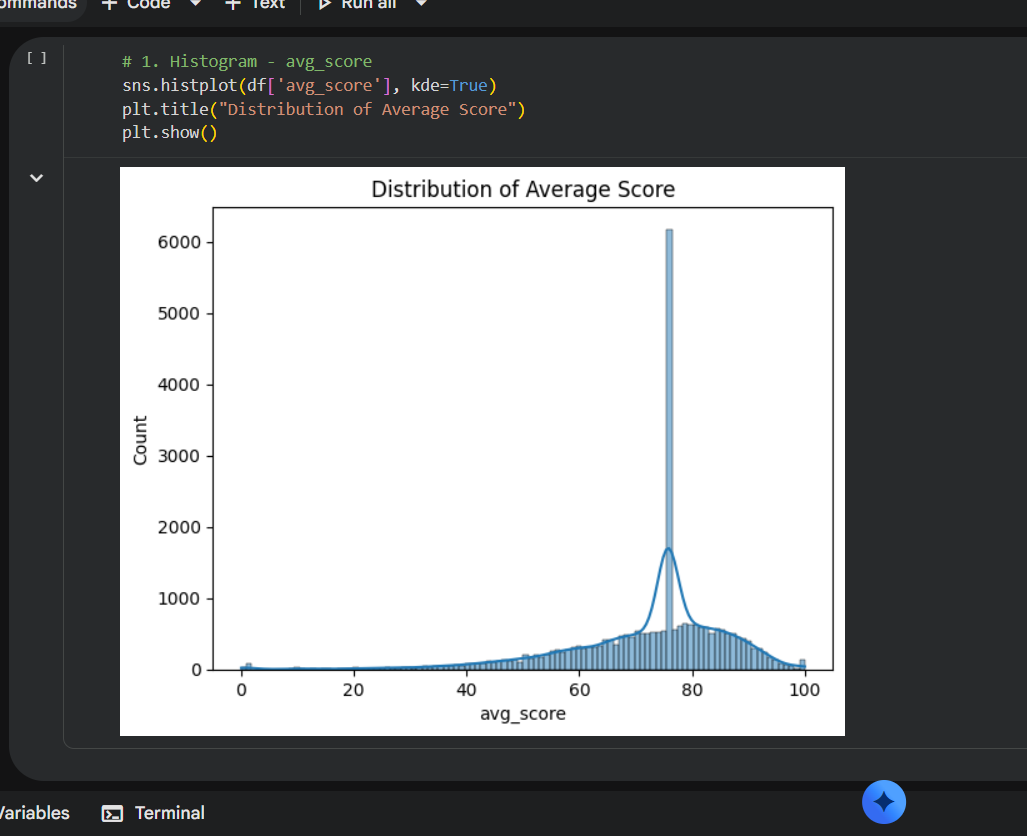 ommands + Code + Text Run all
[ ]
# 1. Histogram - avg_score
sns.histplot(df['avg_score'], kde=True)
plt.title("Distribution of Average Score")
plt.show()
Distribution of Average Score
6000
5000
4000
3000
2000
1000
0
Count
0 20 40 60 80 100
avg_score
Variables Terminal